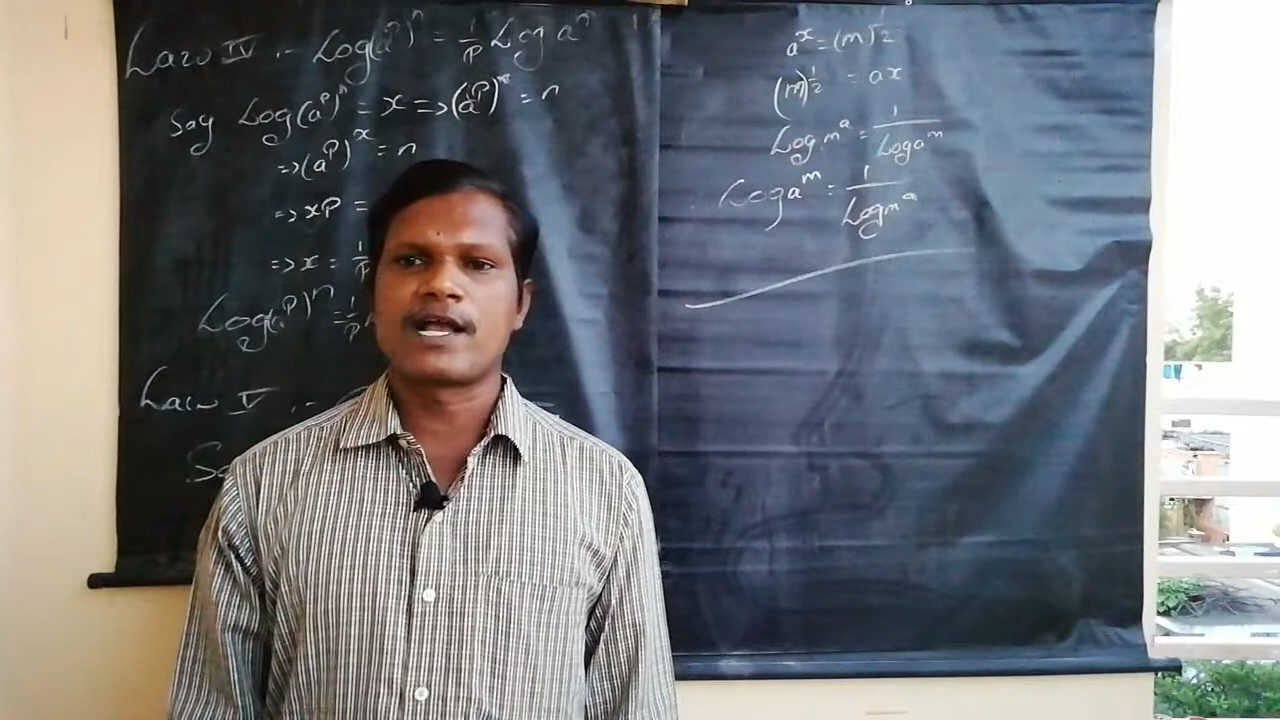 Law IV :- Log(a^p)^n = 1/p Log a^n
Say Log(a^p)^n = x => (a^p)^x = n
=> (a^p)^x = n
=> xp =
=> x = 1/p
Log(a^p)^n = 1/p
Law V :-
a^x = (m)^1/2
(m)^1/2 = ax
Log m^a = 1/Log a^m
Log a^m = 1/Log m^a